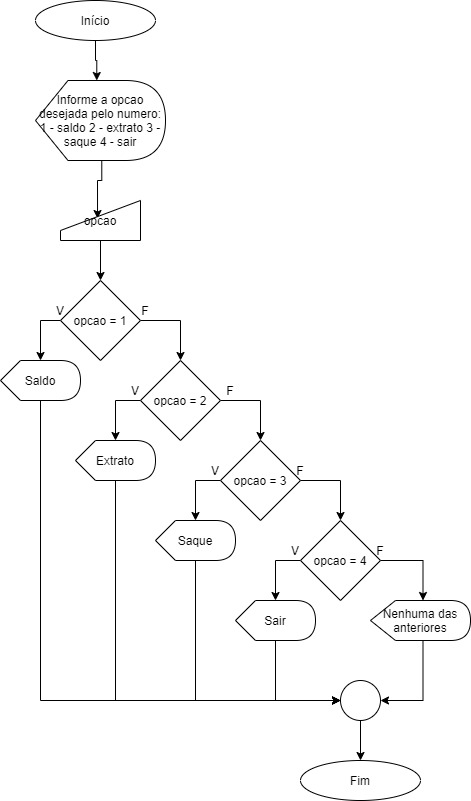 Início
Informe a opcao
desejada pelo numero:
1 - saldo 2 - extrato 3 -
saque 4 - sair
opcao
V
F
opcao = 1
Saldo
V
F
opcao = 2
Extrato
V
F
opcao = 3
Saque
V
F
opcao = 4
Sair
Nenhuma das
anteriores
Fim